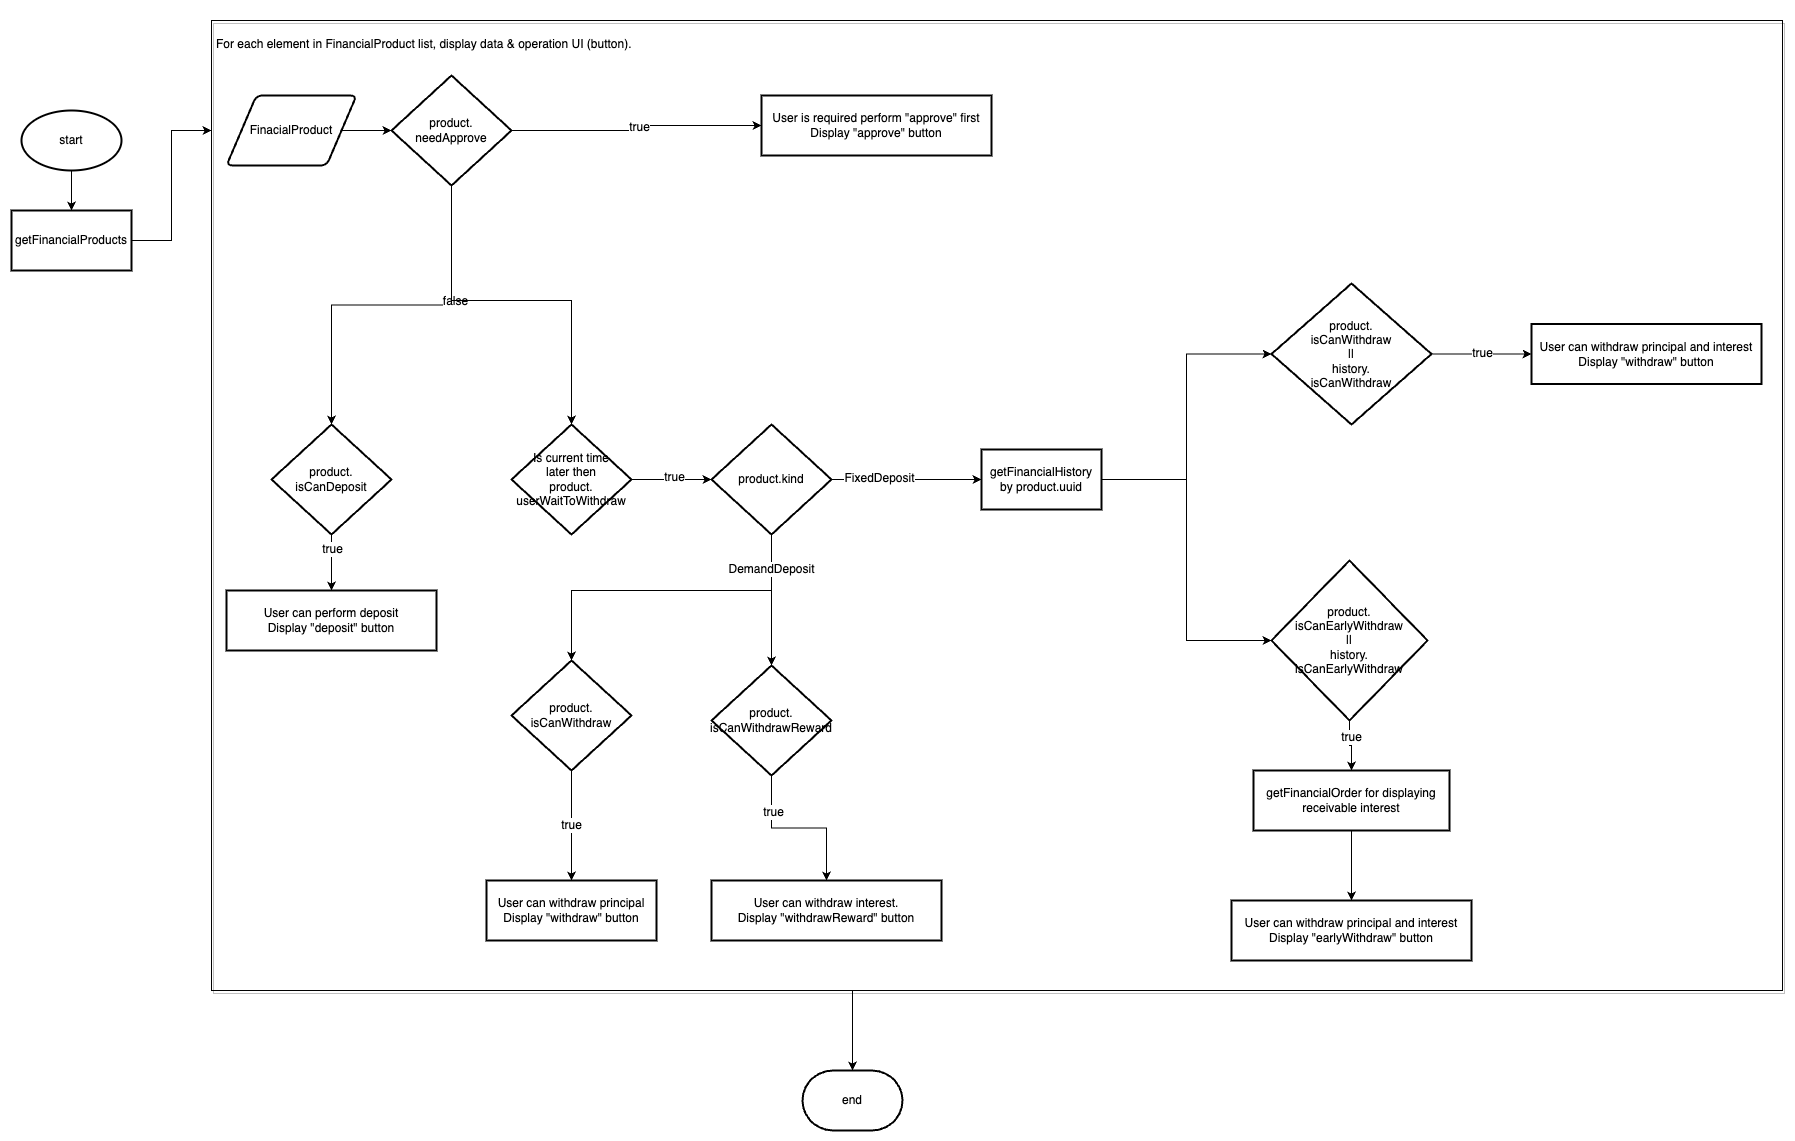 For each element in FinancialProduct list, display data & operation UI (button).
start
getFinancialProducts
FinacialProduct
product.
needApprove
true
User is required perform "approve" first
Display "approve" button
false
product.
isCanDeposit
true
User can perform deposit
Display "deposit" button
Is current time
later then
product.
userWaitToWithdraw
true
product.kind
FixedDeposit
getFinancialHistory
by product.uuid
product.
isCanWithdraw
||
history.
isCanWithdraw
true
User can withdraw principal and interest
Display "withdraw" button
DemandDeposit
product.
isCanWithdraw
true
User can withdraw principal
Display "withdraw" button
product.
isCanWithdrawReward
true
User can withdraw interest.
Display "withdrawReward" button
product.
isCanEarlyWithdraw
||
history.
isCanEarlyWithdraw
true
getFinancialOrder for displaying
receivable interest
User can withdraw principal and interest
Display "earlyWithdraw" button
end